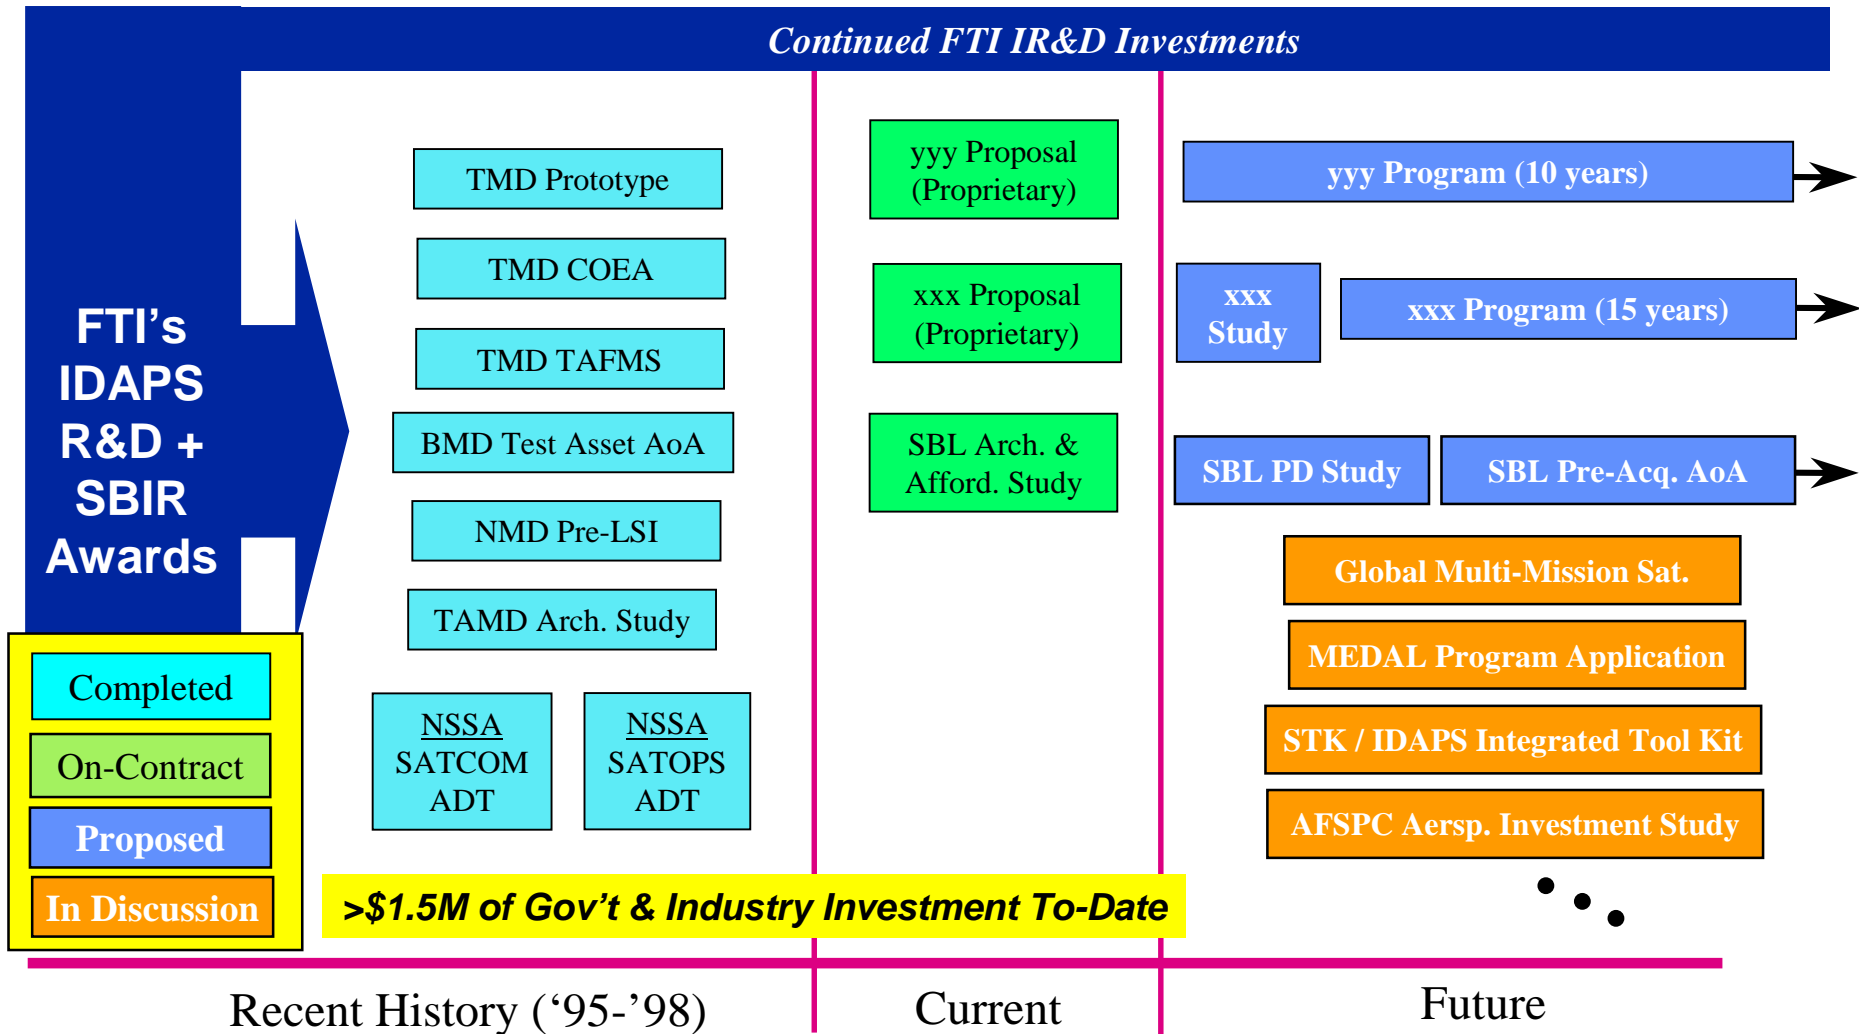 Continued FTI IR&D Investments
FTI’s
IDAPS
R&D +
SBIR
Awards
Completed
On-Contract
Proposed
In Discussion
TMD Prototype
TMD COEA
TMD TAFMS
BMD Test Asset AoA
NMD Pre-LSI
TAMD Arch. Study
NSSA
SATCOM
ADT
NSSA
SATOPS
ADT
yyy Proposal
(Proprietary)
xxx Proposal
(Proprietary)
SBL Arch. &
Afford. Study
yyy Program (10 years)
xxx
Study
xxx Program (15 years)
SBL PD Study
SBL Pre-Acq. AoA
Global Multi-Mission Sat.
MEDAL Program Application
STK / IDAPS Integrated Tool Kit
AFSPC Aersp. Investment Study
>$1.5M of Gov’t & Industry Investment To-Date
Recent History (‘95-’98)
Current
Future